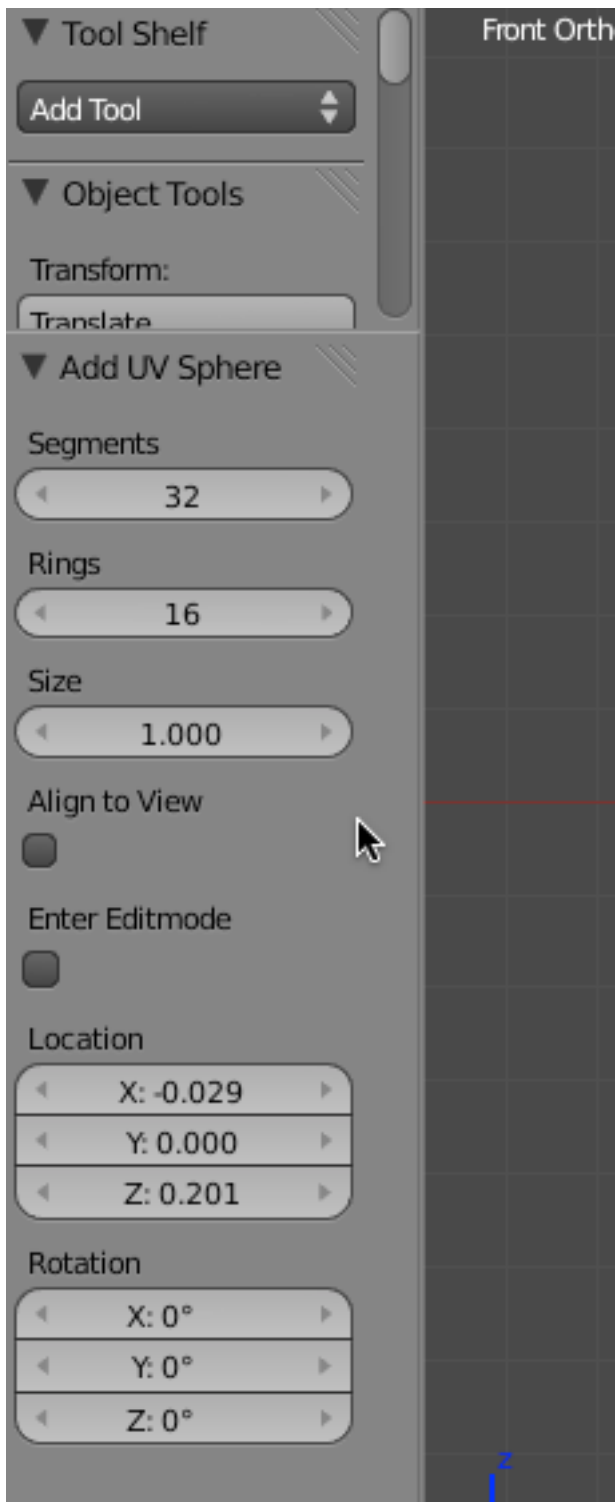 Tool Shelf
Front Orth
Add Tool
Object Tools
Transform:
Translate
Add UV Sphere
Segments
32
Rings
16
Size
1.000
Align to View
Enter Editmode
Location
X: -0.029
Y: 0.000
Z: 0.201
Rotation
X: 0°
Y: 0°
Z: 0°
z